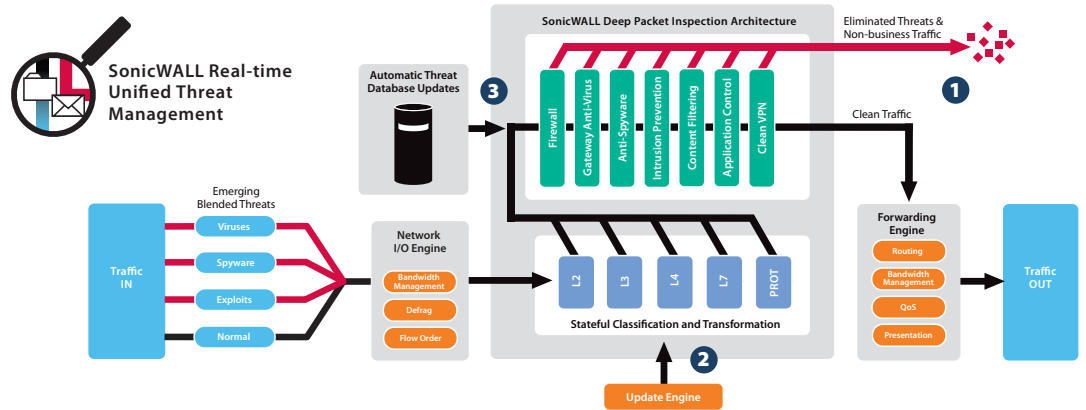 SonicWALL Real-time
Unified Threat
Management
SonicWALL Deep Packet Inspection Architecture
Eliminated Threats &
Non-business Traffic
1
Automatic Threat
Database Updates
3
Firewall
Gateway Anti-Virus
Anti-Spyware
Intrusion Prevention
Content Filtering
Application Control
Clean VPN
Clean Traffic
Emerging
Blended Threats
Traffic
IN
Viruses
Spyware
Exploits
Normal
Network
I/O Engine
Bandwidth
Management
Defrag
Flow Order
L2
L3
L4
L7
PROT
Stateful Classification and Transformation
2
Update Engine
Forwarding
Engine
Routing
Bandwidth
Management
QoS
Presentation
Traffic
OUT